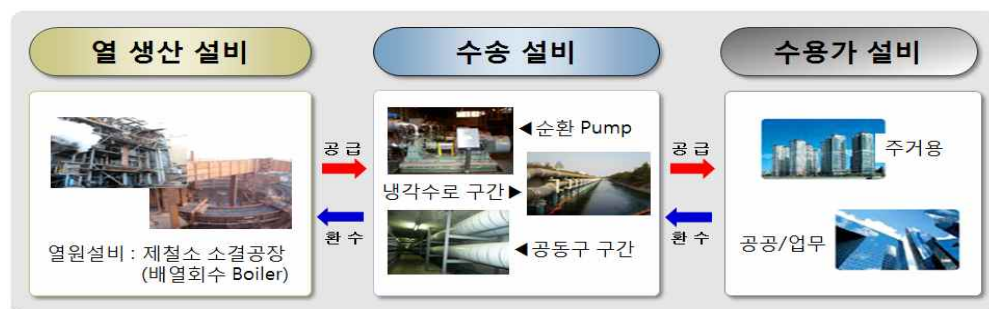 열 생산 설비
열원설비 : 제철소 소결공장
(배열회수 Boiler)
공 급
환 수
수송 설비
◀순환 Pump
냉각수로 구간▶
◀공동구 구간
공 급
환 수
수용가 설비
주거용
공공/업무